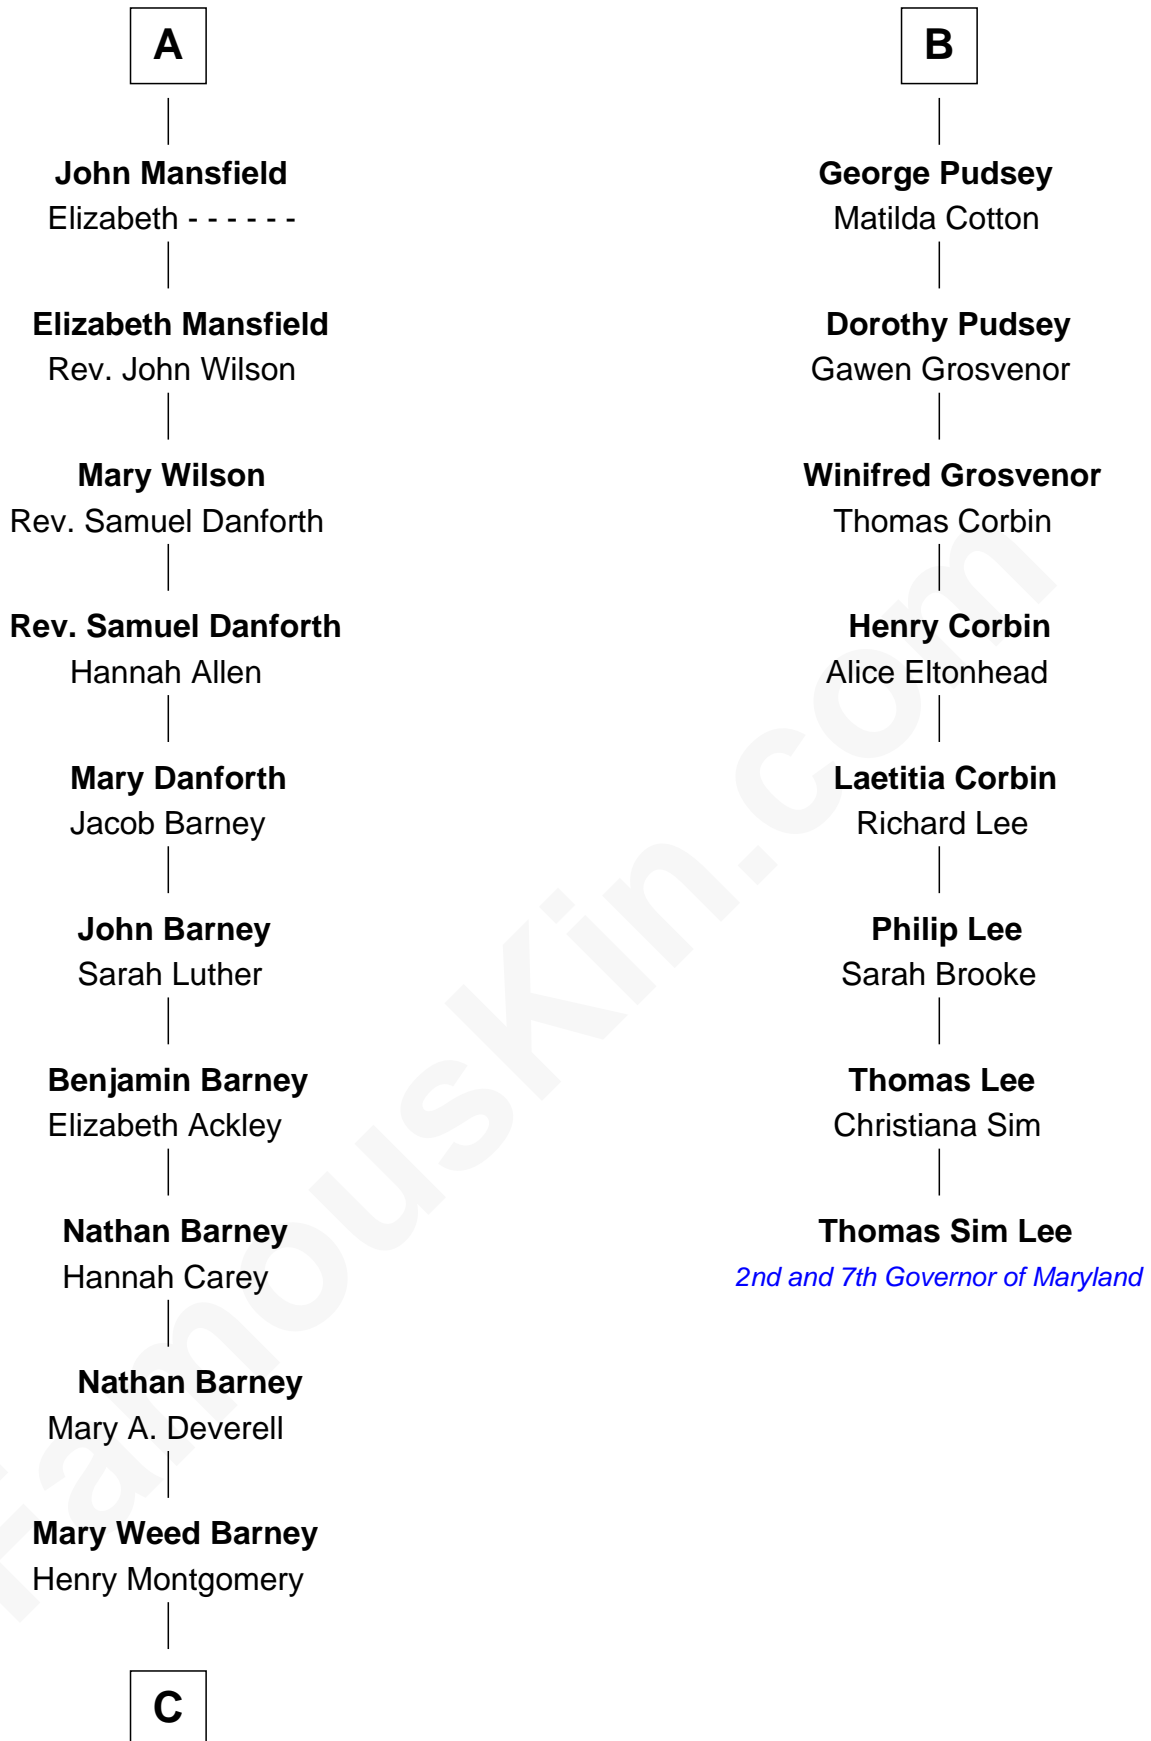 A
John Mansfield
Elizabeth - - - - - -
Elizabeth Mansfield
Rev. John Wilson
Mary Wilson
Rev. Samuel Danforth
Rev. Samuel Danforth
Hannah Allen
Mary Danforth
Jacob Barney
John Barney
Sarah Luther
Benjamin Barney
Elizabeth Ackley
Nathan Barney
Hannah Carey
Nathan Barney
Mary A. Deverell
Mary Weed Barney
Henry Montgomery
C
B
George Pudsey
Matilda Cotton
Dorothy Pudsey
Gawen Grosvenor
Winifred Grosvenor
Thomas Corbin
Henry Corbin
Alice Eltonhead
Laetitia Corbin
Richard Lee
Philip Lee
Sarah Brooke
Thomas Lee
Christiana Sim
Thomas Sim Lee
2nd and 7th Governor of Maryland
FamousKin.com